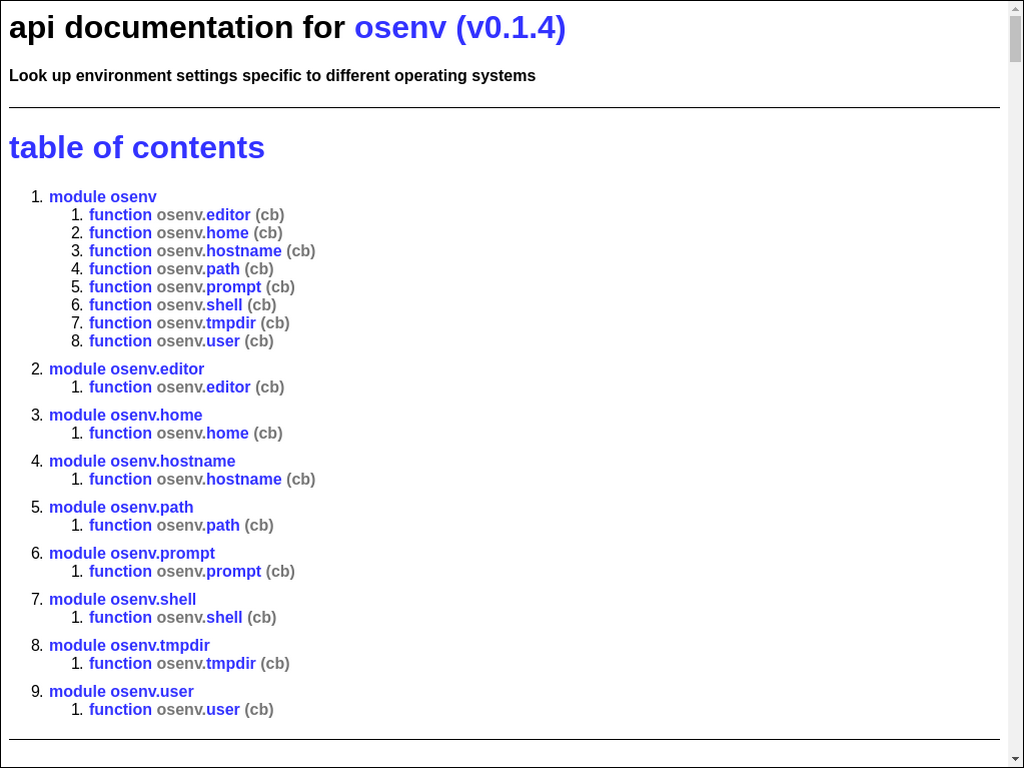 api documentation for osenv (v0.1.4)
Look up environment settings specific to different operating systems
table of contents
1. module osenv
1. function osenv.editor (cb)
2. function osenv.home (cb)
3. function osenv.hostname (cb)
4. function osenv.path (cb)
5. function osenv.prompt (cb)
6. function osenv.shell (cb)
7. function osenv.tmpdir (cb)
8. function osenv.user (cb)
2. module osenv.editor
1. function osenv.editor (cb)
3. module osenv.home
1. function osenv.home (cb)
4. module osenv.hostname
1. function osenv.hostname (cb)
5. module osenv.path
1. function osenv.path (cb)
6. module osenv.prompt
1. function osenv.prompt (cb)
7. module osenv.shell
1. function osenv.shell (cb)
8. module osenv.tmpdir
1. function osenv.tmpdir (cb)
9. module osenv.user
1. function osenv.user (cb)